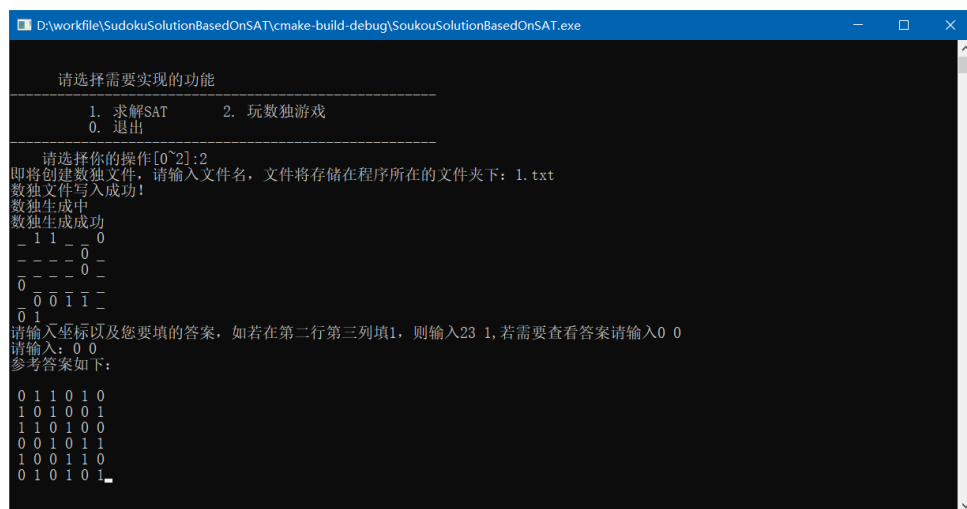 D:\workfile\SudokuSolutionBasedOnSAT\cmake-build-debug\SoukouSolutionBasedOnSAT.exe
请选择需要实现的功能
------------------------------------------------------
1. 求解SAT 2. 玩数独游戏
0. 退出
------------------------------------------------------
请选择你的操作[0~2]:2
即将创建数独文件，请输入文件名，文件将存储在程序所在的文件夹下：1.txt
数独文件写入成功！
数独生成中
数独生成成功
_ 1 1 _ _ 0
_ _ _ _ 0 _
_ _ _ _ 0 _
0 _ _ _ _ _
_ 0 0 1 1 _
0 1 _ _ _ _
请输入坐标以及您要填的答案，如若在第二行第三列填1，则输入23 1,若需要查看答案请输入0 0
请输入：0 0
参考答案如下：
0 1 1 0 1 0
1 0 1 0 0 1
1 1 0 1 0 0
0 0 1 0 1 1
1 0 0 1 1 0
0 1 0 1 0 1